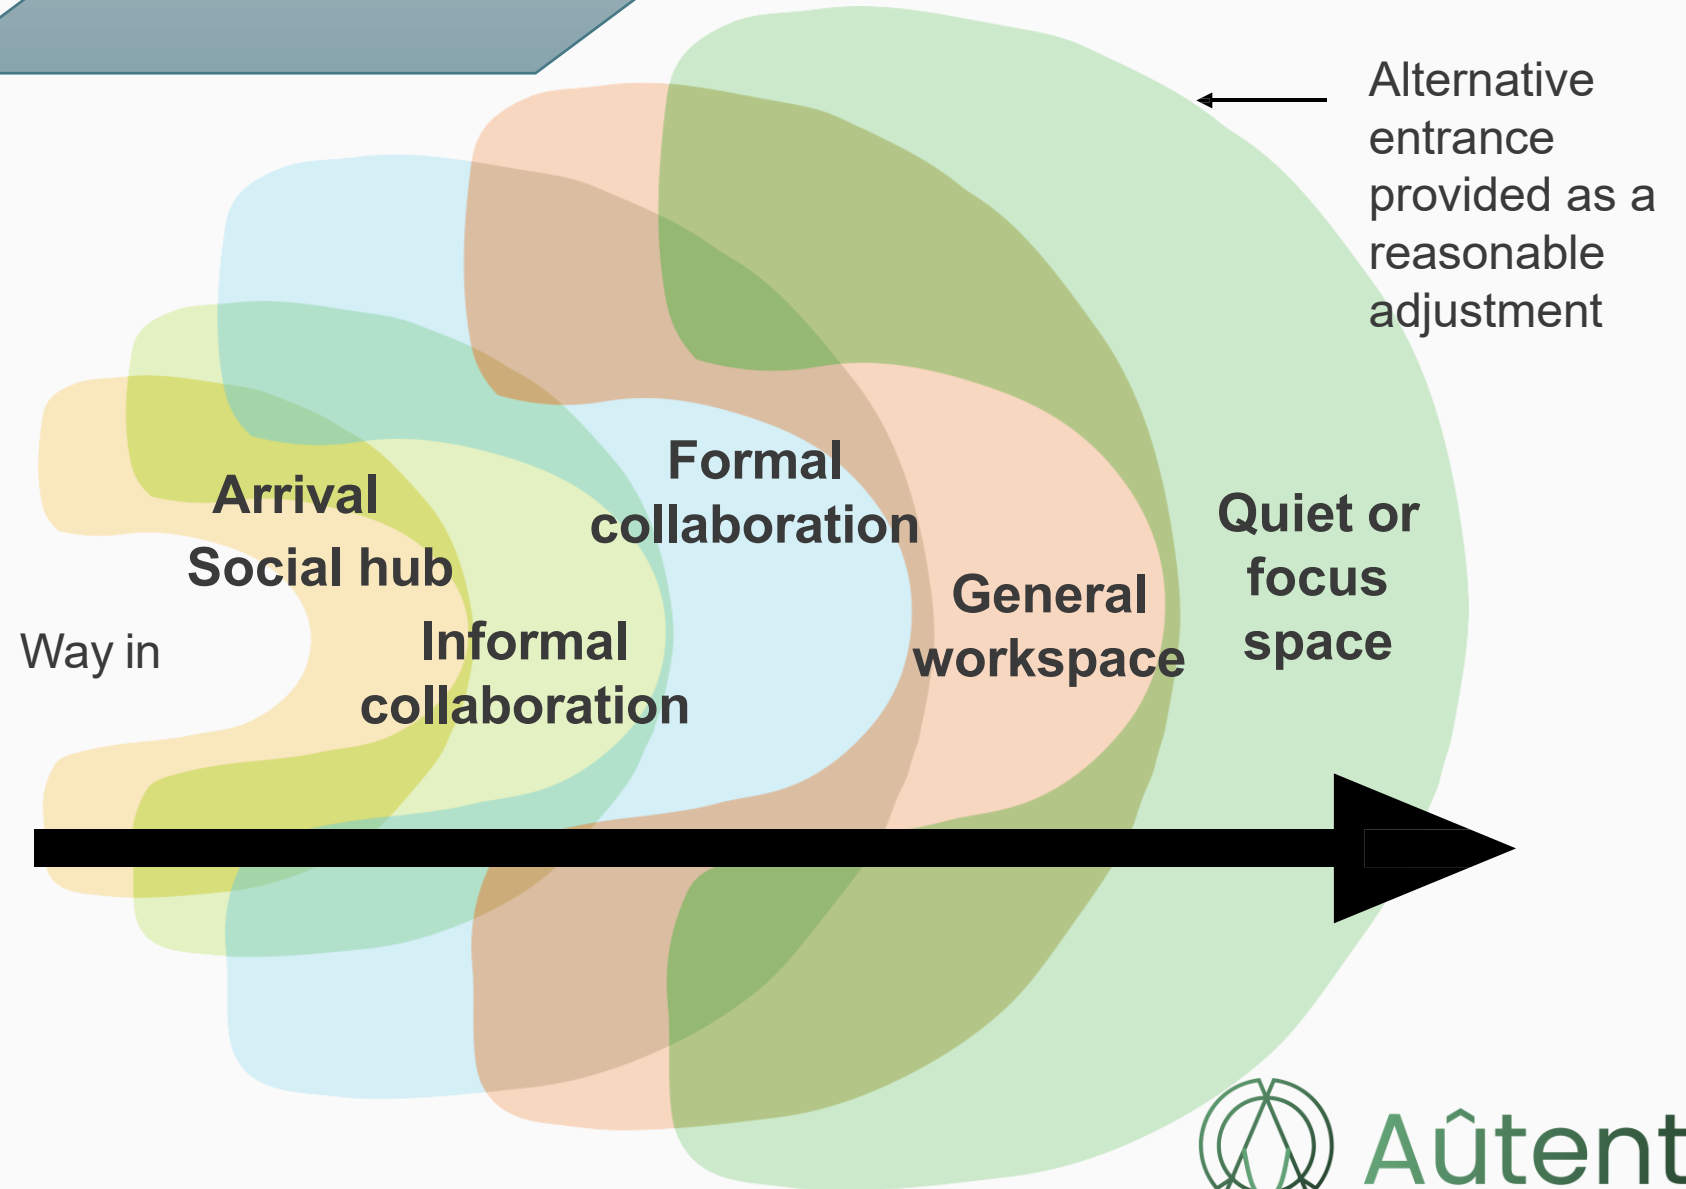 Alternative
entrance
provided as a
reasonable
adjustment
Arrival
Social hub
Way in
Informal
collaboration
Formal
collaboration
General
workspace
Quiet or
focus
space
Aûtent